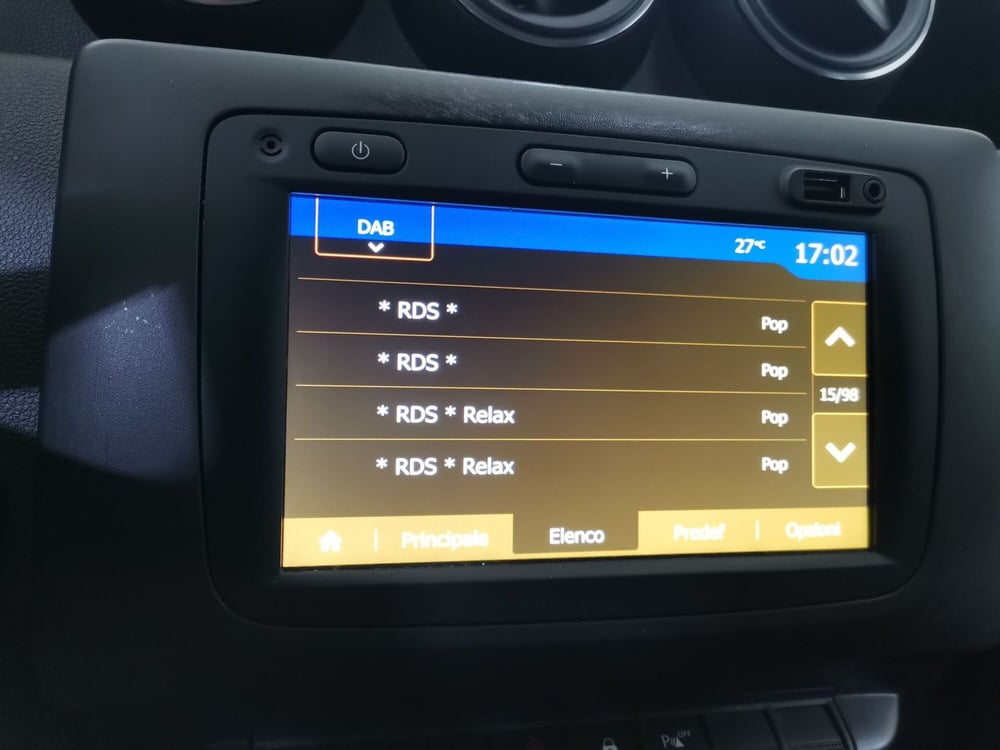 DAB
27°C 17:02
* RDS * Pop
* RDS * Pop
15/98
* RDS * Relax Pop
* RDS * Relax Pop
Principale Elenco Predef Opzioni
OFF